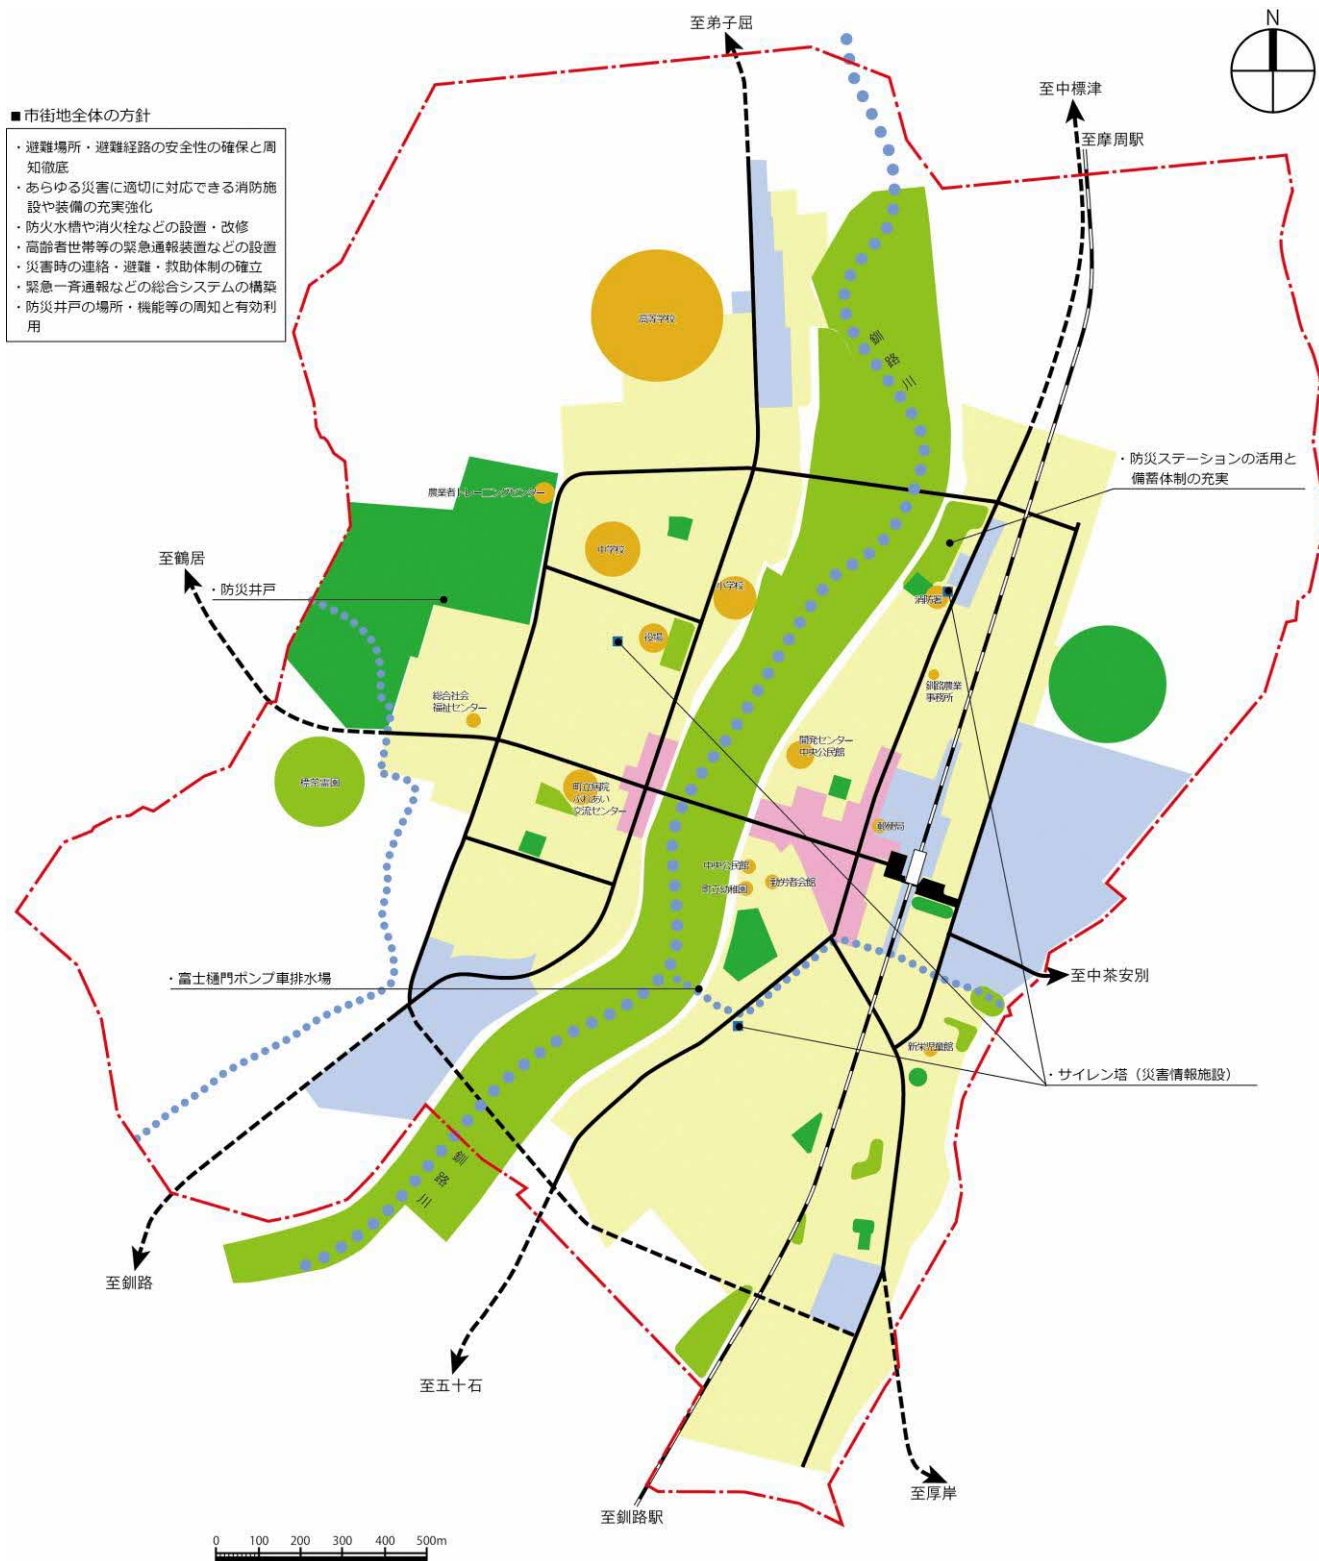 至弟子屈
N
至中標津
至摩周駅
■市街地全体の方針
・避難場所・避難経路の安全性の確保と周
知徹底
・あらゆる災害に適切に対応できる消防施
設や装備の充実強化
・防火水槽や消火栓などの設置・改修
・高齢者世帯等の緊急通報装置などの設置
・災害時の連絡・避難・救助体制の確立
・緊急一斉通報などの総合システムの構築
・防災井戸の場所・機能等の周知と有効利
用
高等学校
釧路川
・防災ステーションの活用と
備蓄体制の充実
農業者トレーニングセンター
中学校
至鶴居
・防災井戸
小学校
消防署
役場
釧路農業
事務所
総合社会
福祉センター
開発センター
中央公民館
標茶霊園
町立病院
ふれあい
交流センター
郵便局
中央公民館
町立幼稚園
勤労者会館
・富士樋門ポンプ車排水場
至中茶安別
新栄児童館
・サイレン塔（災害情報施設）
釧路川
至釧路
至五十石
至厚岸
至釧路駅
0 100 200 300 400 500m